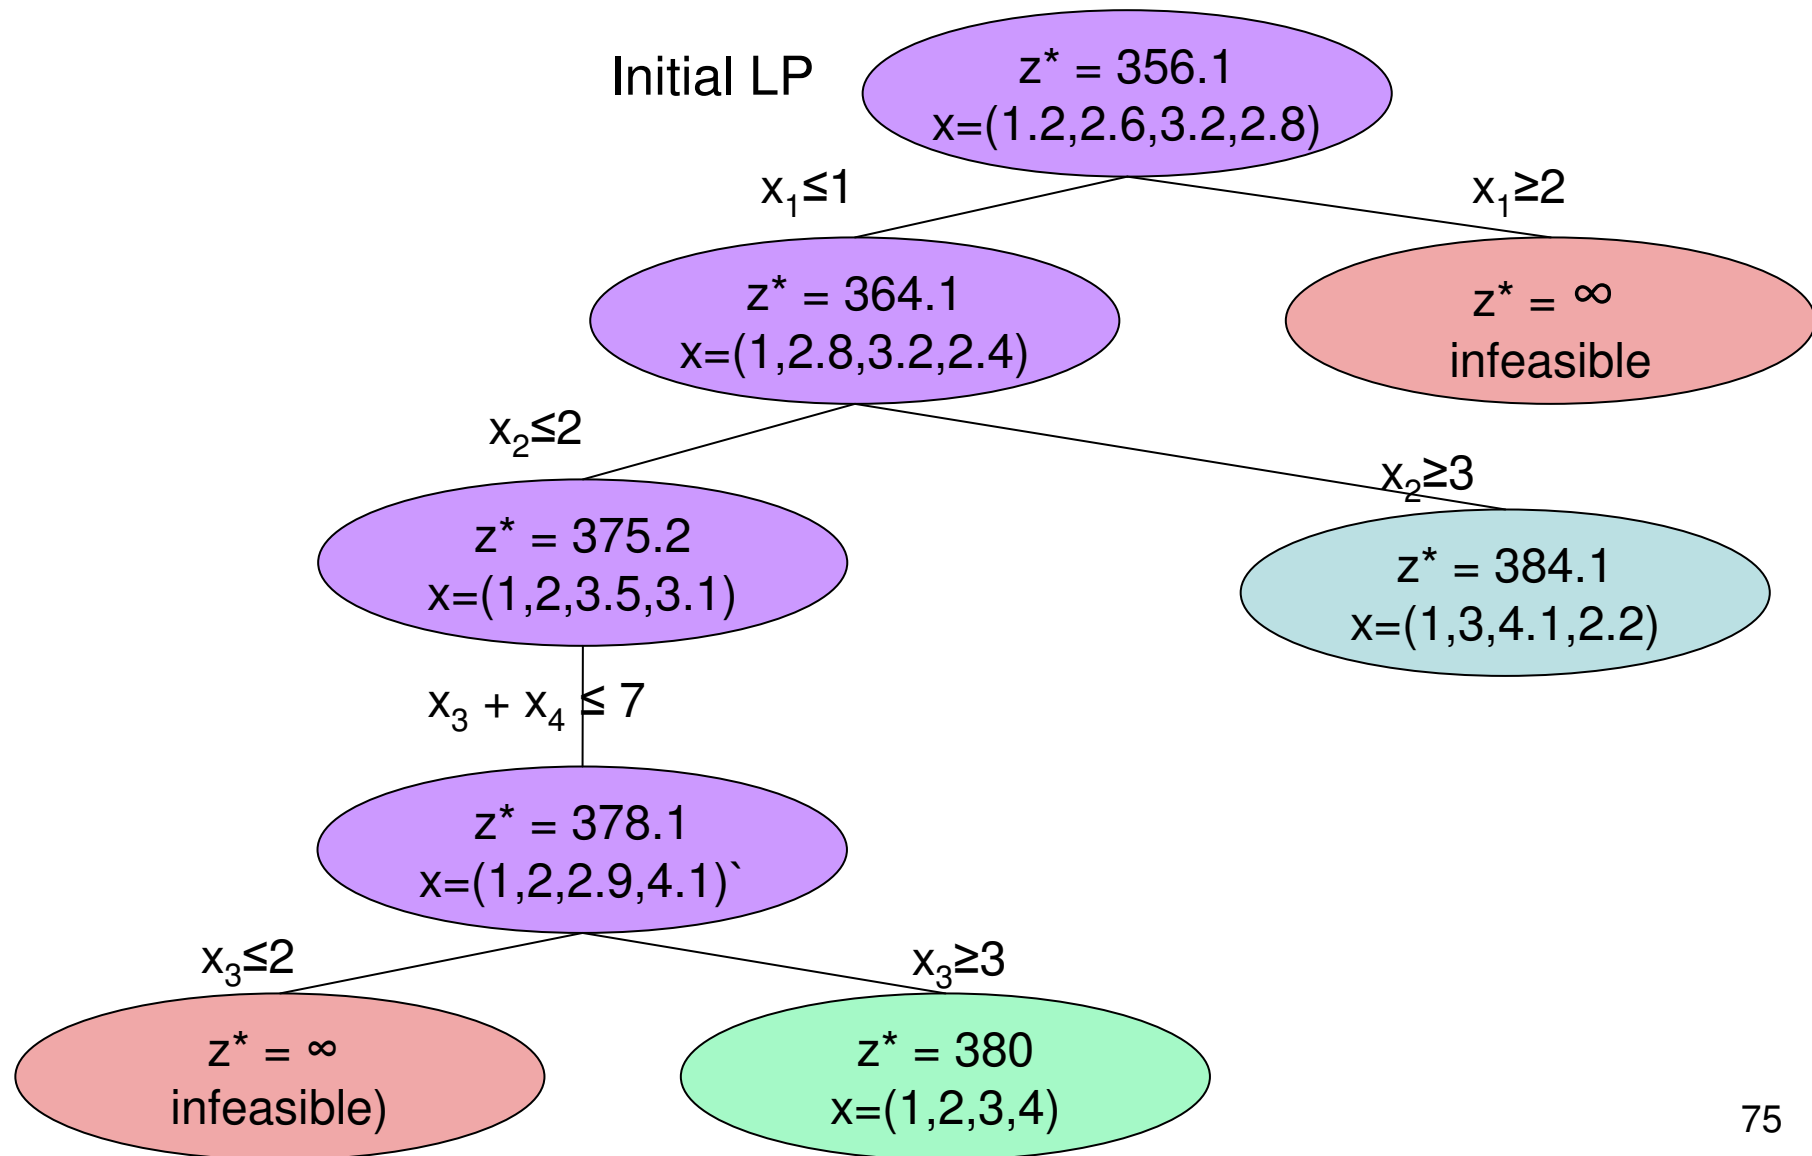 Initial LP
z* = 356.1
x=(1.2,2.6,3.2,2.8)
x₁≤1
x₁≥2
z* = 364.1
x=(1,2.8,3.2,2.4)
z* = ∞
infeasible
x₂≤2
x₂≥3
z* = 375.2
x=(1,2,3.5,3.1)
z* = 384.1
x=(1,3,4.1,2.2)
x₃ + x₄ ≤ 7
z* = 378.1
x=(1,2,2.9,4.1)`
x₃≤2
x₃≥3
z* = ∞
infeasible)
z* = 380
x=(1,2,3,4)
75